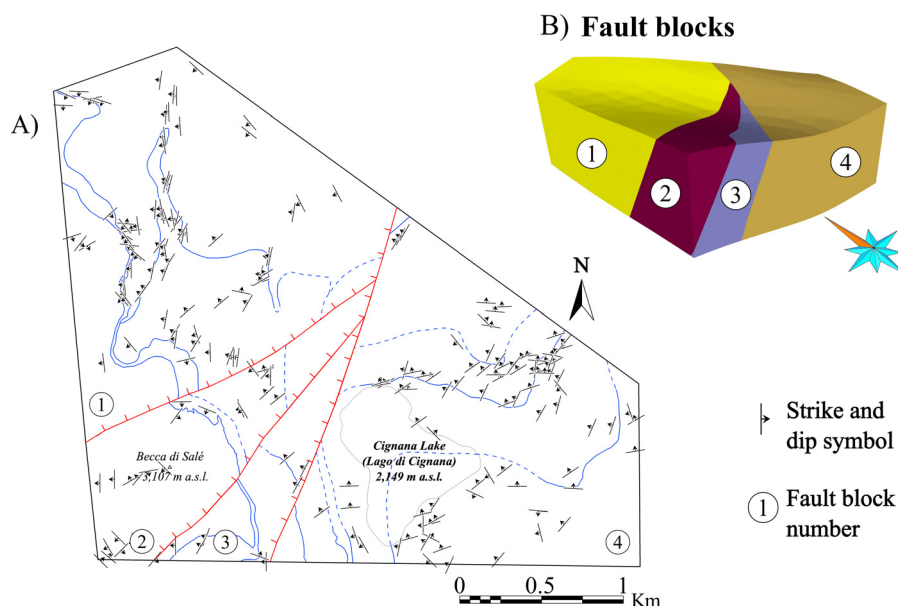 A)
B) Fault blocks
1
2
3
4
N
1
Becca di Salé
3,107 m a.s.l.
Cignana Lake
(Lago di Cignana)
2,149 m a.s.l.
2
3
4
0 0.5 1
Km
Strike and
dip symbol
1
Fault block
number